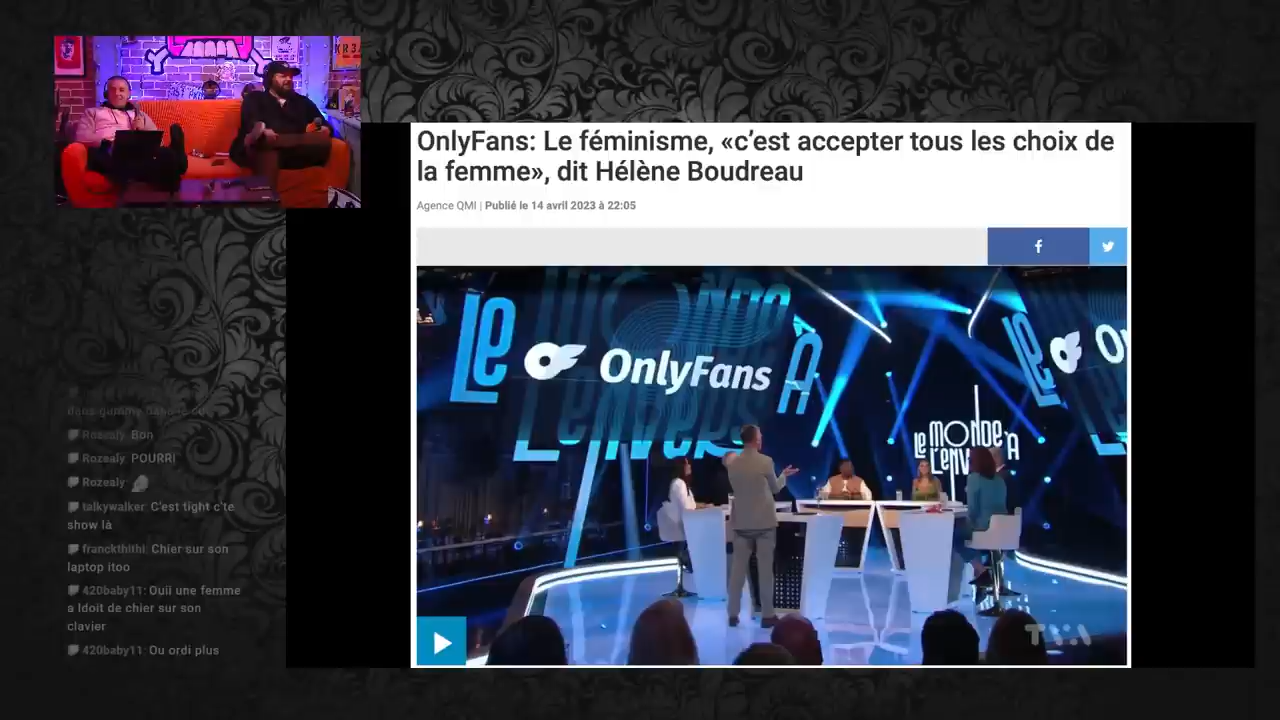 OnlyFans: Le féminisme, «c’est accepter tous les choix de
la femme», dit Hélène Boudreau
Agence QMI | Publié le 14 avril 2023 à 22:05
LE
OnlyFans
À
LE MONDE À
L'ENV
TVA
Rozealy: Bon
Rozealy: POURRI
Rozealy:
talkywalker: C'est tight c'te
show là
franckthithi: Chier sur son
laptop itoo
420baby11: Ouii une femme
a ldoit de chier sur son
clavier
420baby11: Ou ordi plus